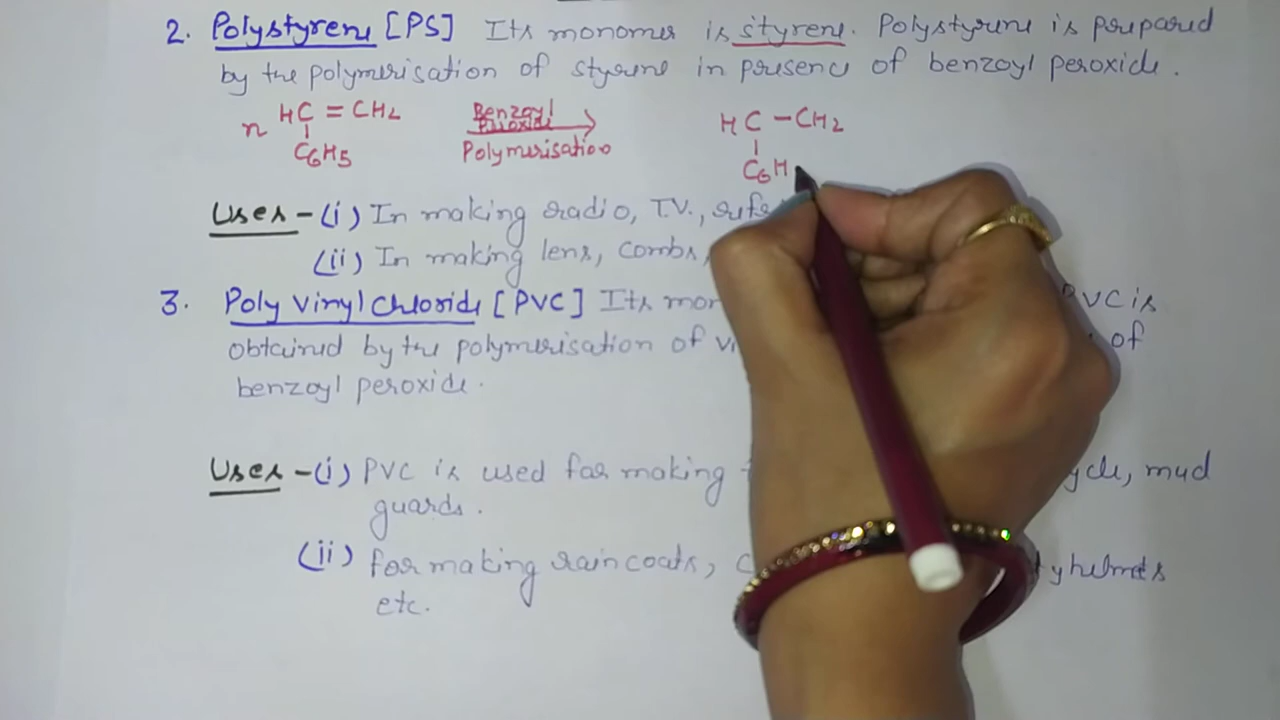 2. Polystyrene [PS] Its monomer is styrene. Polystyrene is prepared
by the polymerisation of styrene in presence of benzoyl peroxide.
n HC = CH2 Benzoyl Peroxide HC - CH2
C6H5 Polymerisation C6H
Uses - (i) In making radio, T.V.,
(ii) In making lens, combs,
3. Poly Vinyl Chloride [PVC] Its PVC is
obtained by the polymerisation of of
benzoyl peroxide.
Uses - (i) PVC is used for making mud
guards.
(ii) for making raincoats, helmets
etc.